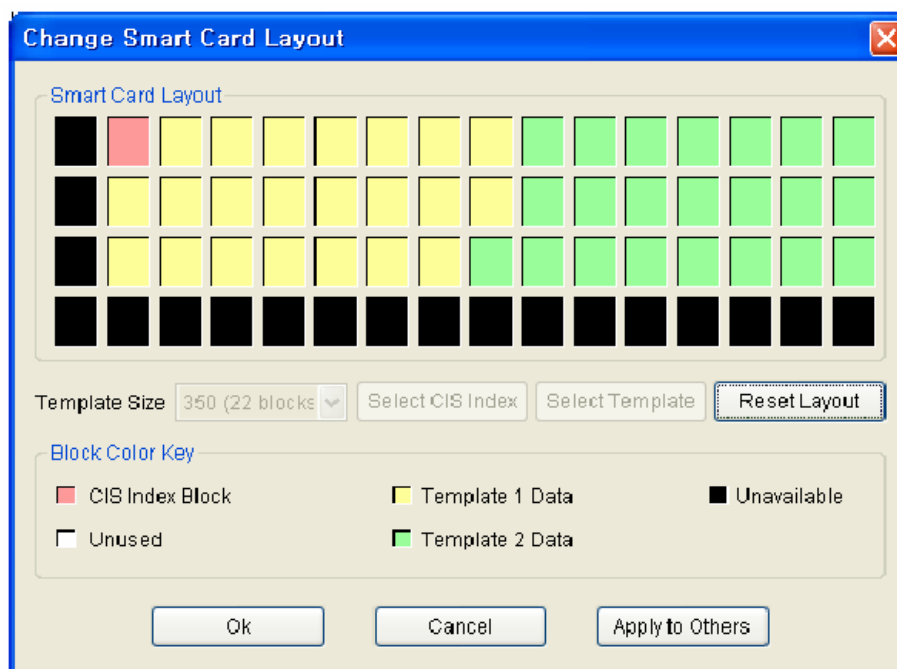 Change Smart Card Layout
Smart Card Layout
Template Size 350 (22 blocks Select CIS Index Select Template Reset Layout
Block Color Key
CIS Index Block Template 1 Data Unavailable
Unused Template 2 Data
Ok Cancel Apply to Others